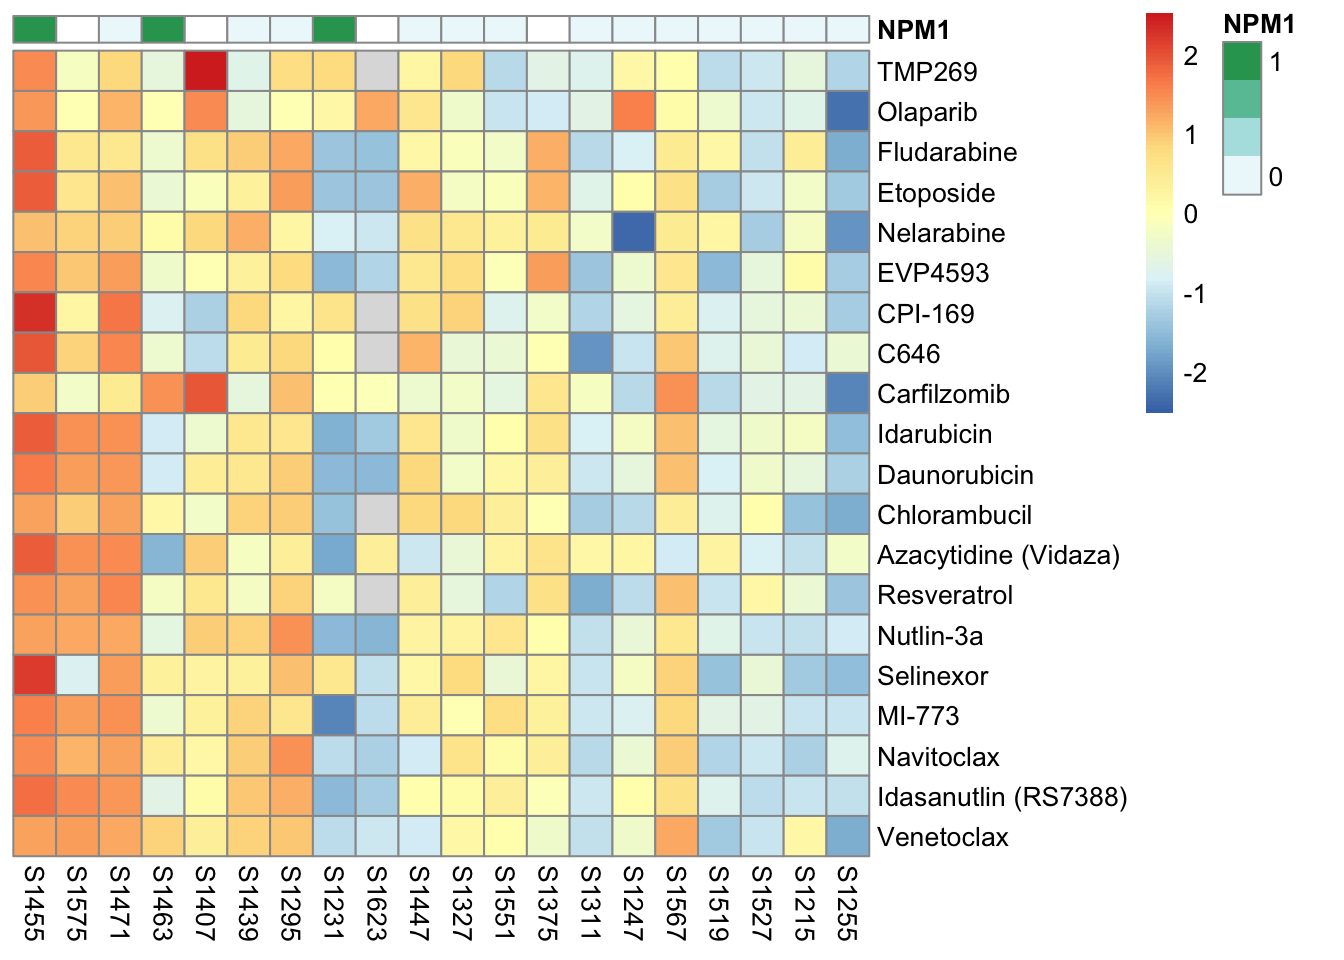 NPM1
TMP269
Olaparib
Fludarabine
Etoposide
Nelarabine
EVP4593
CPI-169
C646
Carfilzomib
Idarubicin
Daunorubicin
Chlorambucil
Azacytidine (Vidaza)
Resveratrol
Nutlin-3a
Selinexor
MI-773
Navitoclax
Idasanutlin (RS7388)
Venetoclax
S1455
S1575
S1471
S1463
S1407
S1439
S1295
S1231
S1623
S1447
S1327
S1551
S1375
S1311
S1247
S1567
S1519
S1527
S1215
S1255
2
1
0
-1
-2
NPM1
1
0